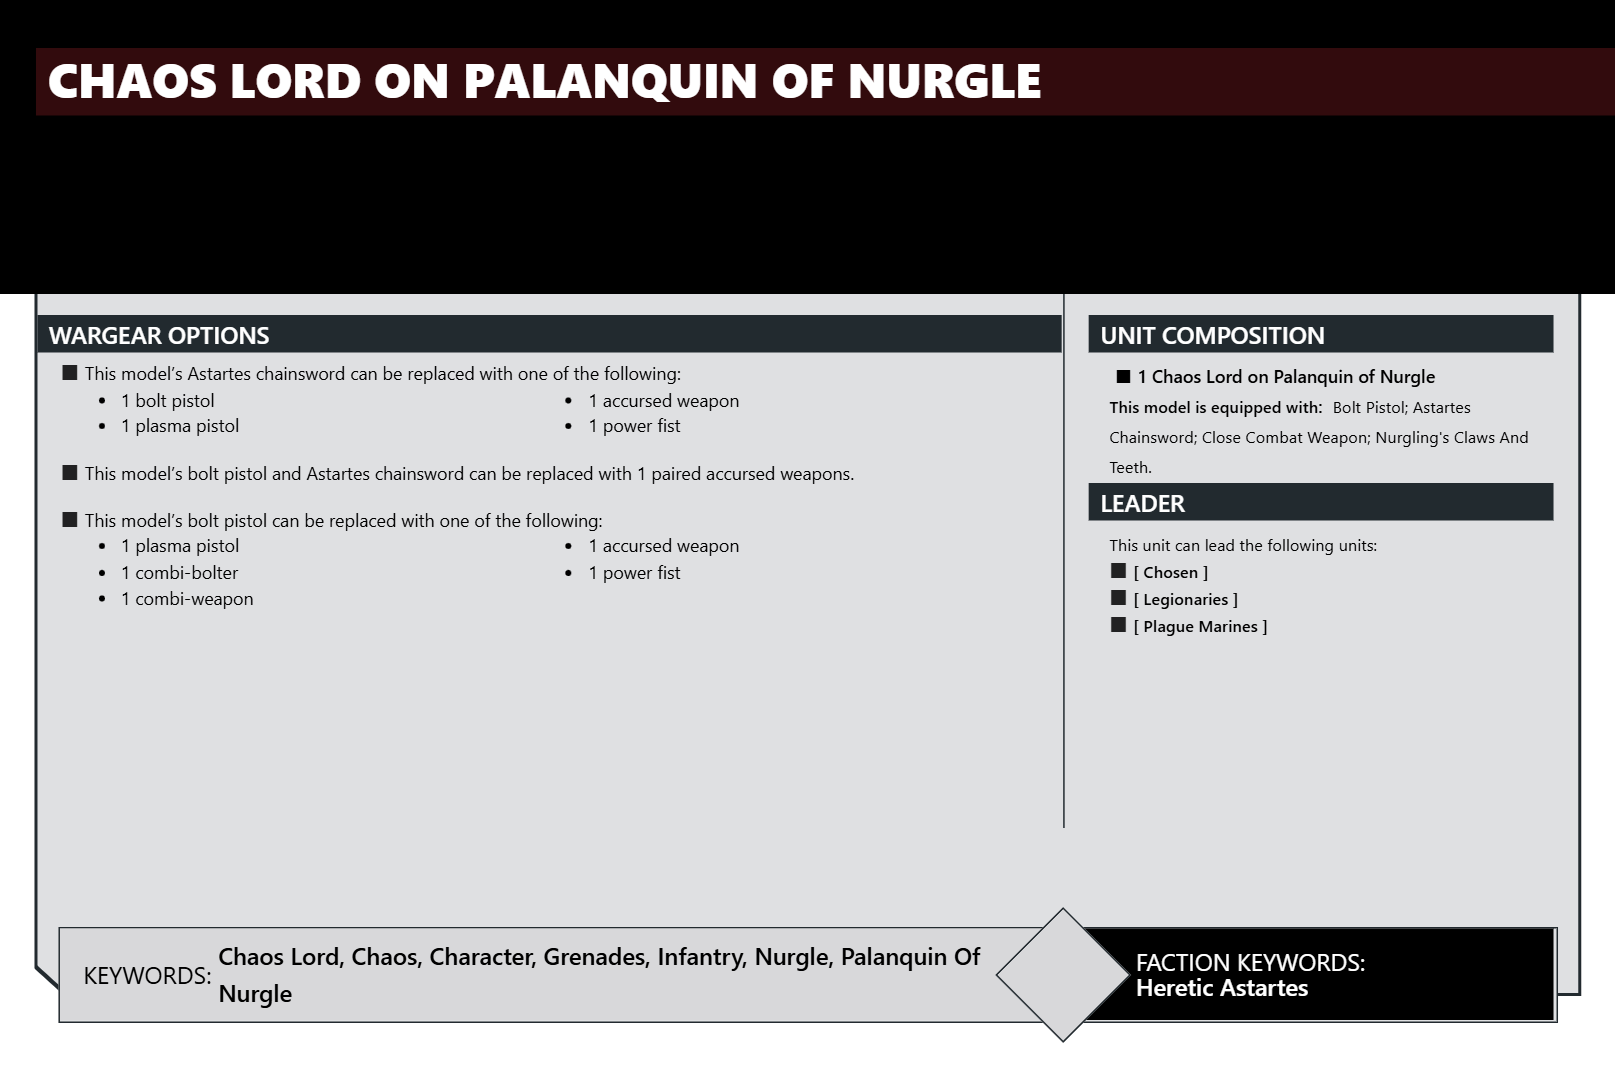 CHAOS LORD ON PALANQUIN OF NURGLE
WARGEAR OPTIONS
■ This model’s Astartes chainsword can be replaced with one of the following:
• 1 bolt pistol
• 1 plasma pistol
• 1 accursed weapon
• 1 power fist
■ This model’s bolt pistol and Astartes chainsword can be replaced with 1 paired accursed weapons.
■ This model’s bolt pistol can be replaced with one of the following:
• 1 plasma pistol
• 1 combi-bolter
• 1 combi-weapon
• 1 accursed weapon
• 1 power fist
UNIT COMPOSITION
■ 1 Chaos Lord on Palanquin of Nurgle
This model is equipped with: Bolt Pistol; Astartes
Chainsword; Close Combat Weapon; Nurgling's Claws And
Teeth.
LEADER
This unit can lead the following units:
■ [ Chosen ]
■ [ Legionaries ]
■ [ Plague Marines ]
KEYWORDS: Chaos Lord, Chaos, Character, Grenades, Infantry, Nurgle, Palanquin Of
Nurgle
FACTION KEYWORDS:
Heretic Astartes